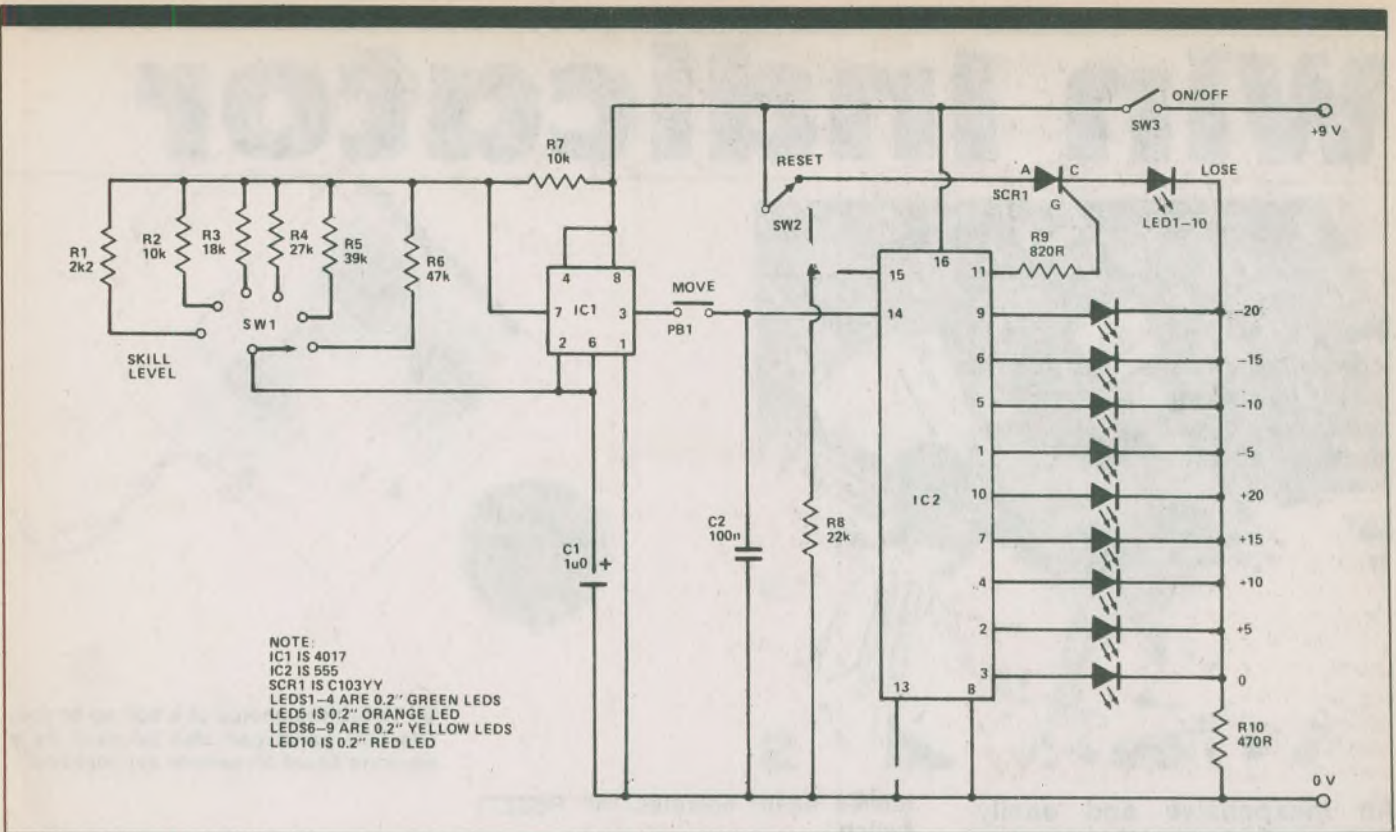 ON/OFF
SW3
+9 V
R7
10k
RESET
A
C
LOSE
SCR1
G
SW2
LED1–10
R1
2k2
R2
10k
R3
18k
R4
27k
R5
39k
R6
47k
R9
820R
16
15
11
4
8
IC1
MOVE
7
3
PB1
14
9
–20
SW1
2
6
1
6
–15
SKILL
LEVEL
5
–10
1
–5
IC2
10
+20
C2
100n
R8
22k
7
+15
C1
1u0
+
4
+10
2
+5
3
0
NOTE:
IC1 IS 4017
IC2 IS 555
SCR1 IS C103YY
LEDS1–4 ARE 0.2" GREEN LEDS
LED5 IS 0.2" ORANGE LED
LEDS6–9 ARE 0.2" YELLOW LEDS
LED10 IS 0.2" RED LED
13
8
R10
470R
0 V